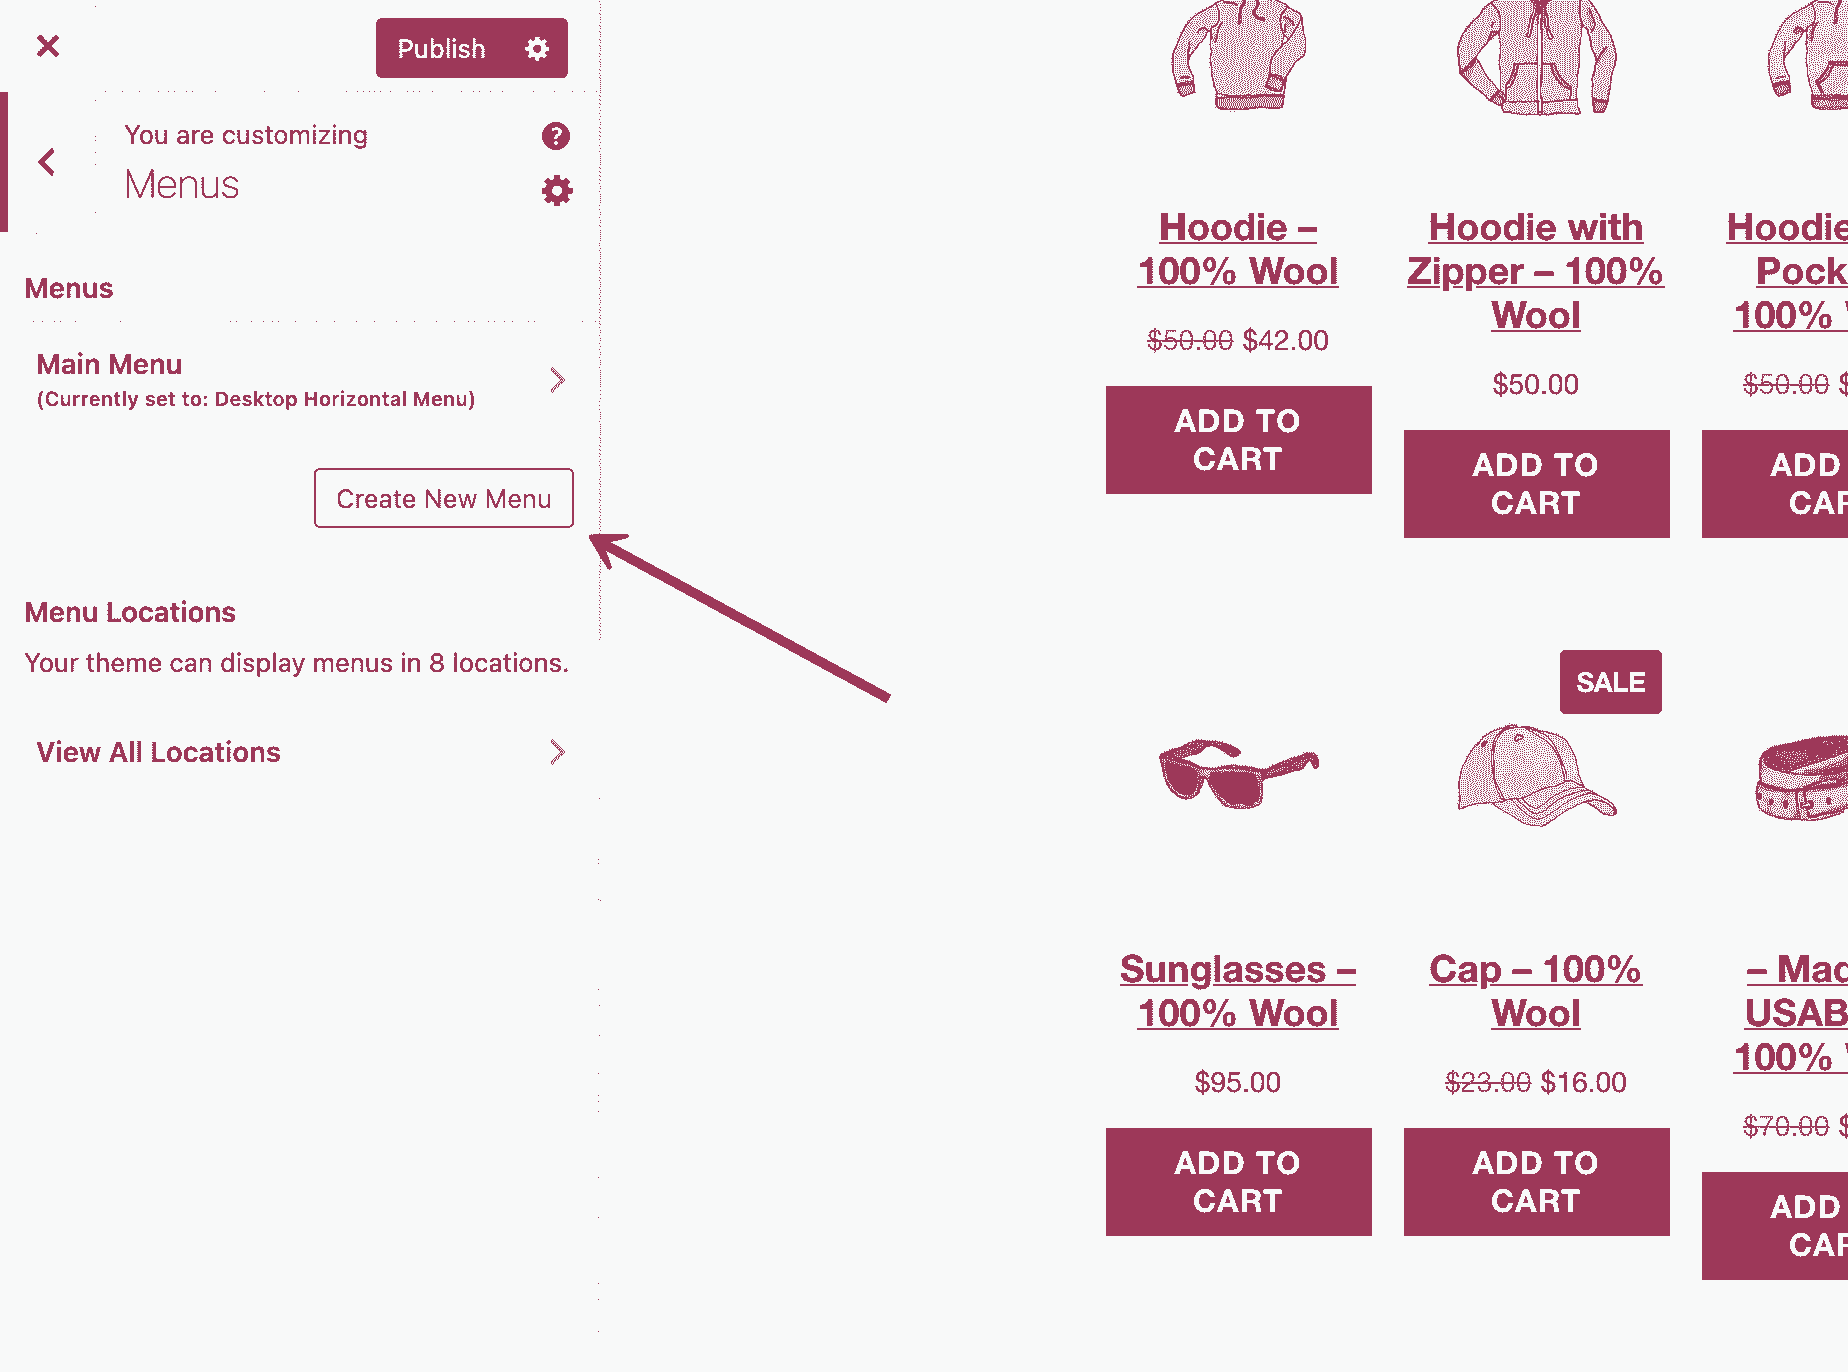 Publish
You are customizing
Menus
Menus
Main Menu
(Currently set to: Desktop Horizontal Menu)
Create New Menu
Menu Locations
Your theme can display menus in 8 locations.
View All Locations
Hoodie –
100% Wool
$50.00 $42.00
ADD TO
CART
Hoodie with
Zipper – 100%
Wool
$50.00
ADD TO
CART
Hoodie
Pock
100%
$50.00 $
ADD
CAR
Sunglasses –
100% Wool
$95.00
ADD TO
CART
SALE
Cap – 100%
Wool
$23.00 $16.00
ADD TO
CART
– Mad
USAB
100%
$70.00 $
ADD
CAR